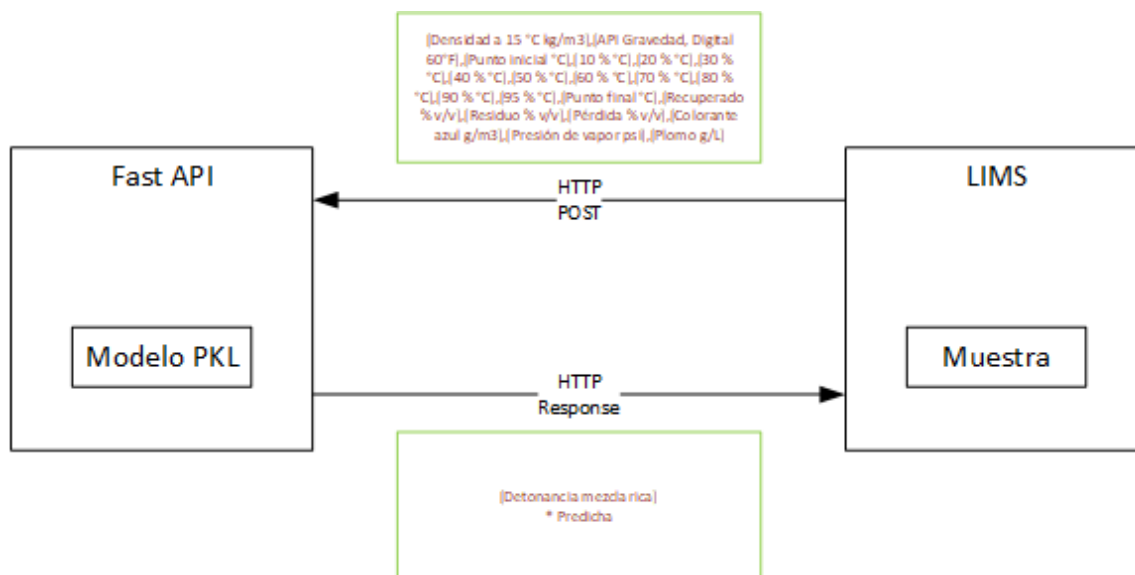 [Densidad a 15 °C kg/m3],[API Gravedad, Digital
60°F],[Punto inicial °C],[10 % °C],[20 % °C],[30 %
°C],[40 % °C],[50 % °C],[60 % °C],[70 % °C],[80 %
°C],[90 % °C],[95 % °C],[Punto final °C],[Recuperado
% v/v],[Residuo % v/v],[Pérdida % v/v],[Colorante
azul g/m3],[Presión de vapor psi],[Plomo g/L]
Fast API
LIMS
HTTP
POST
Modelo PKL
Muestra
HTTP
Response
[Detonancia mezcla rica]
* Predicha